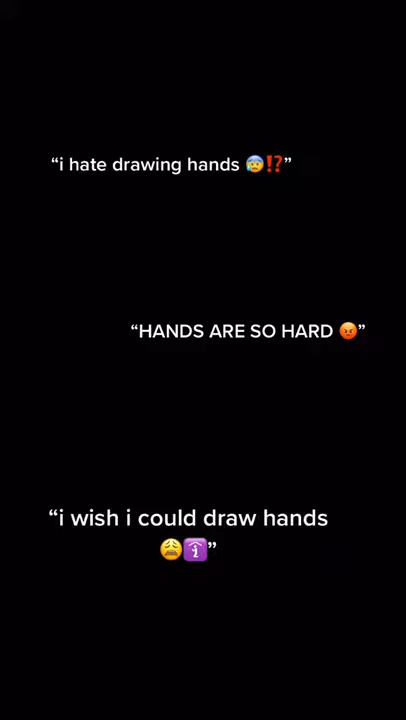 “i hate drawing hands 😰⁉️”
“HANDS ARE SO HARD 😡”
“i wish i could draw hands
😩🛐”